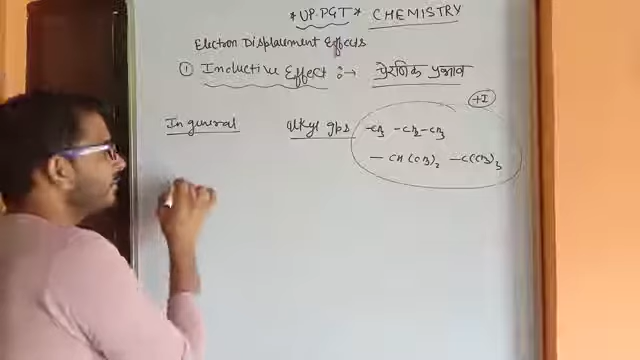 *UP.PGT* CHEMISTRY
Electron Displacement Effects
① Inductive Effect :→ प्रेरणिक प्रभाव
+I
In general alkyl gps -CH3 -CH2-CH3
- CH(CH3)2 -C(CH3)3